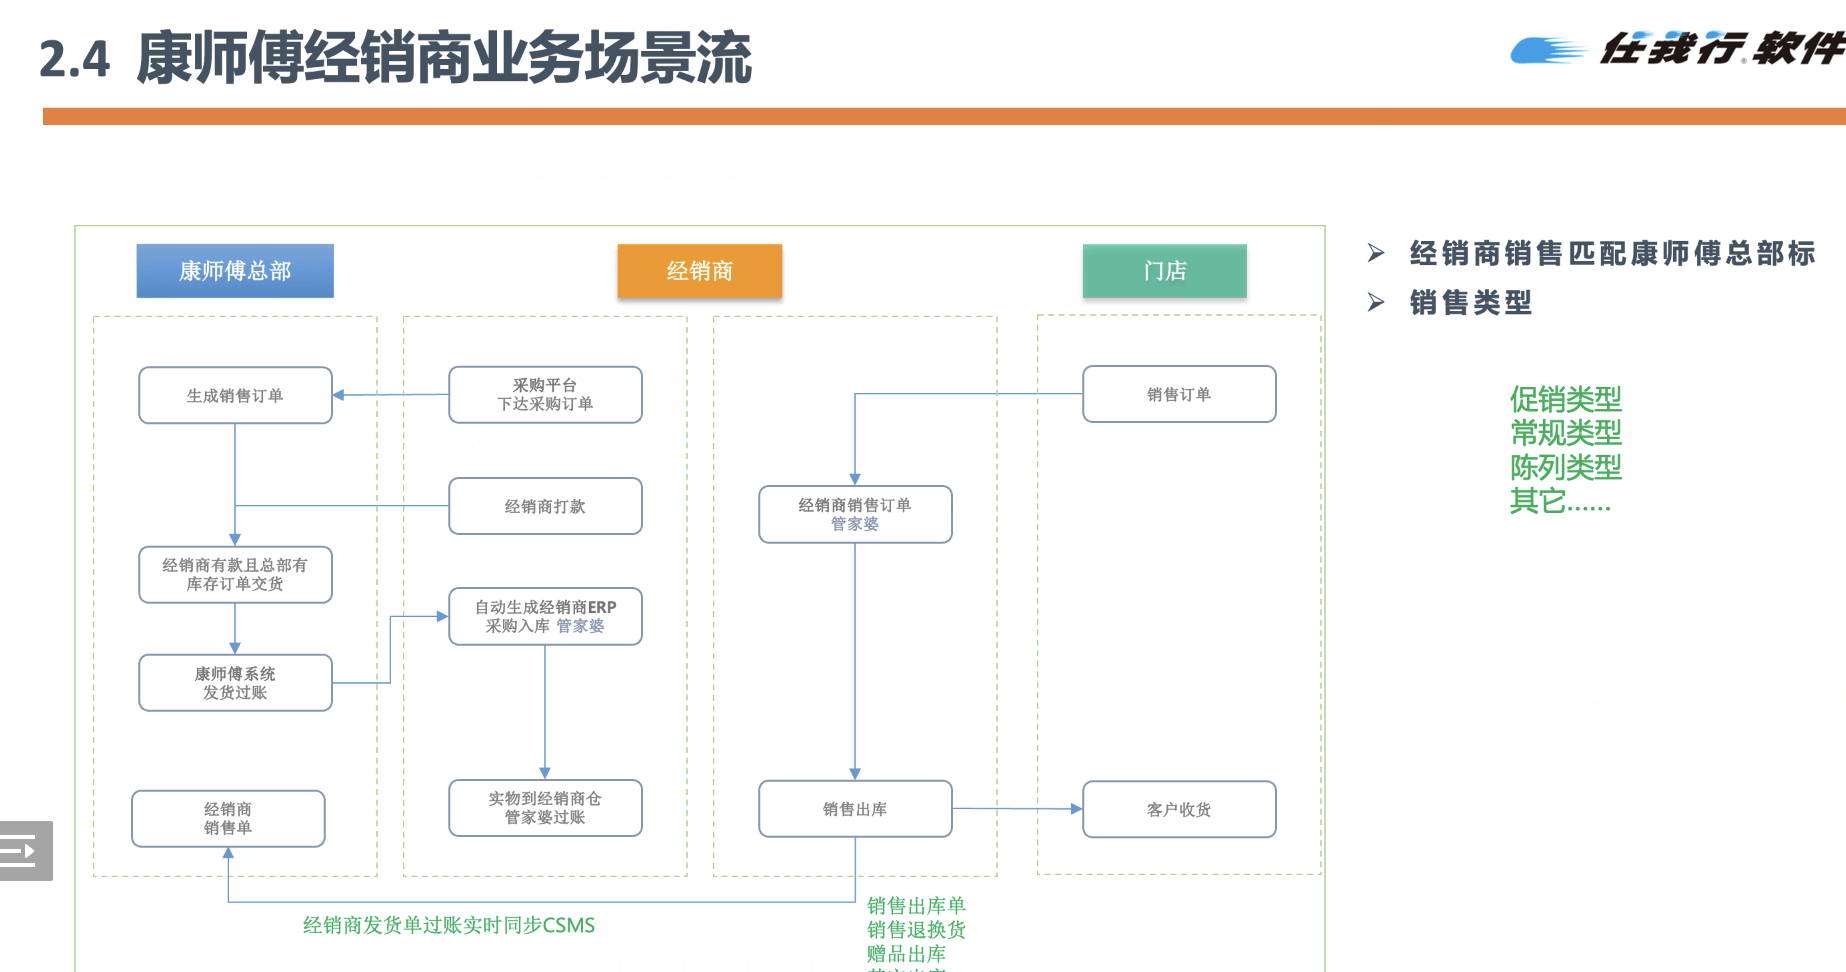 2.4 康师傅经销商业务场景流
任我行®软件
康师傅总部
经销商
门店
经销商销售匹配康师傅总部标
销售类型
促销类型
常规类型
陈列类型
其它……
生成销售订单
采购平台
下达采购订单
销售订单
经销商打款
经销商销售订单
管家婆
经销商有款且总部有
库存订单交货
自动生成经销商ERP
采购入库 管家婆
康师傅系统
发货过账
经销商
销售单
实物到经销商仓
管家婆过账
销售出库
客户收货
经销商发货单过账实时同步CSMS
销售出库单
销售退换货
赠品出库